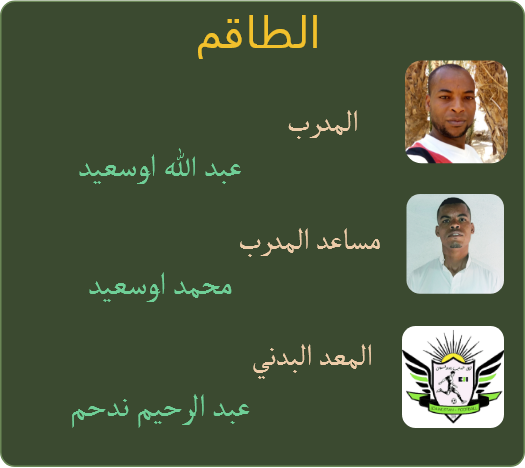 الطاقم
المدرب
عبد الله اوسعيد
مساعد المدرب
محمد اوسعيد
المعد البدني
عبد الرحيم ندحم